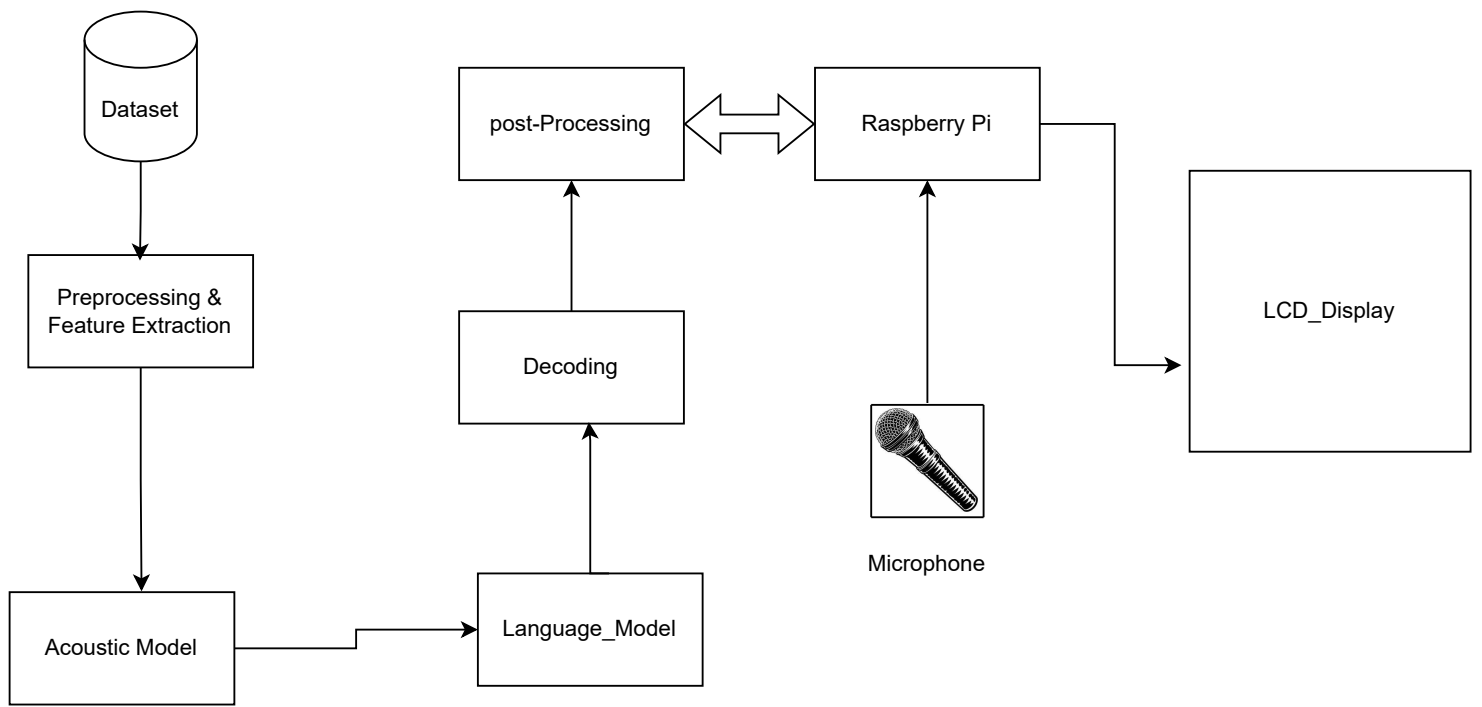 Dataset
Preprocessing &
Feature Extraction
Acoustic Model
Language_Model
Decoding
post-Processing
Raspberry Pi
Microphone
LCD_Display